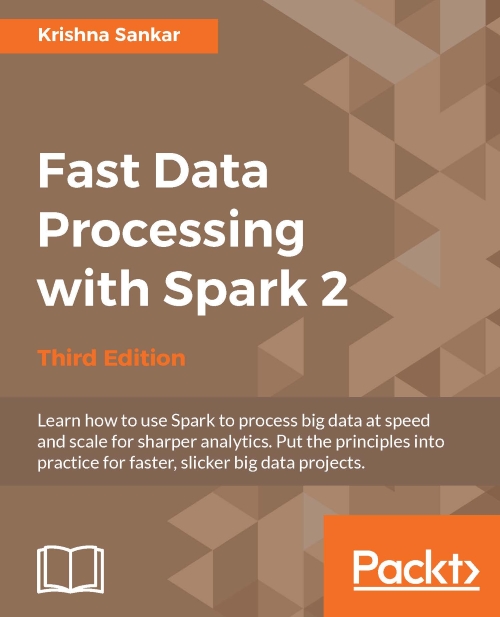 Krishna Sankar
Fast Data
Processing
with Spark 2
Third Edition
Learn how to use Spark to process big data at speed
and scale for sharper analytics. Put the principles into
practice for faster, slicker big data projects.
Packt>